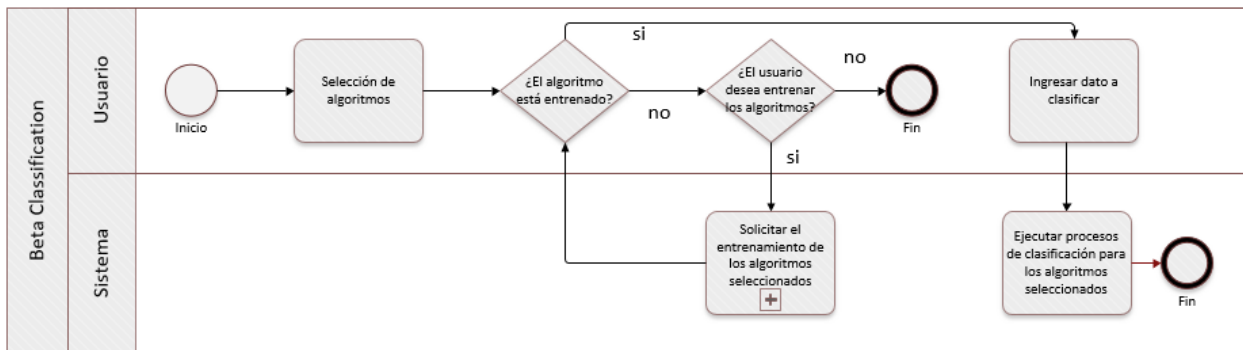 Beta Classification
Usuario
Inicio
Selección de
algoritmos
¿El algoritmo
está entrenado?
si
no
¿El usuario
desea entrenar
los algoritmos?
no
si
Fin
Ingresar dato a
clasificar
Sistema
Solicitar el
entrenamiento de
los algoritmos
seleccionados
Ejecutar procesos
de clasificación para
los algoritmos
seleccionados
Fin